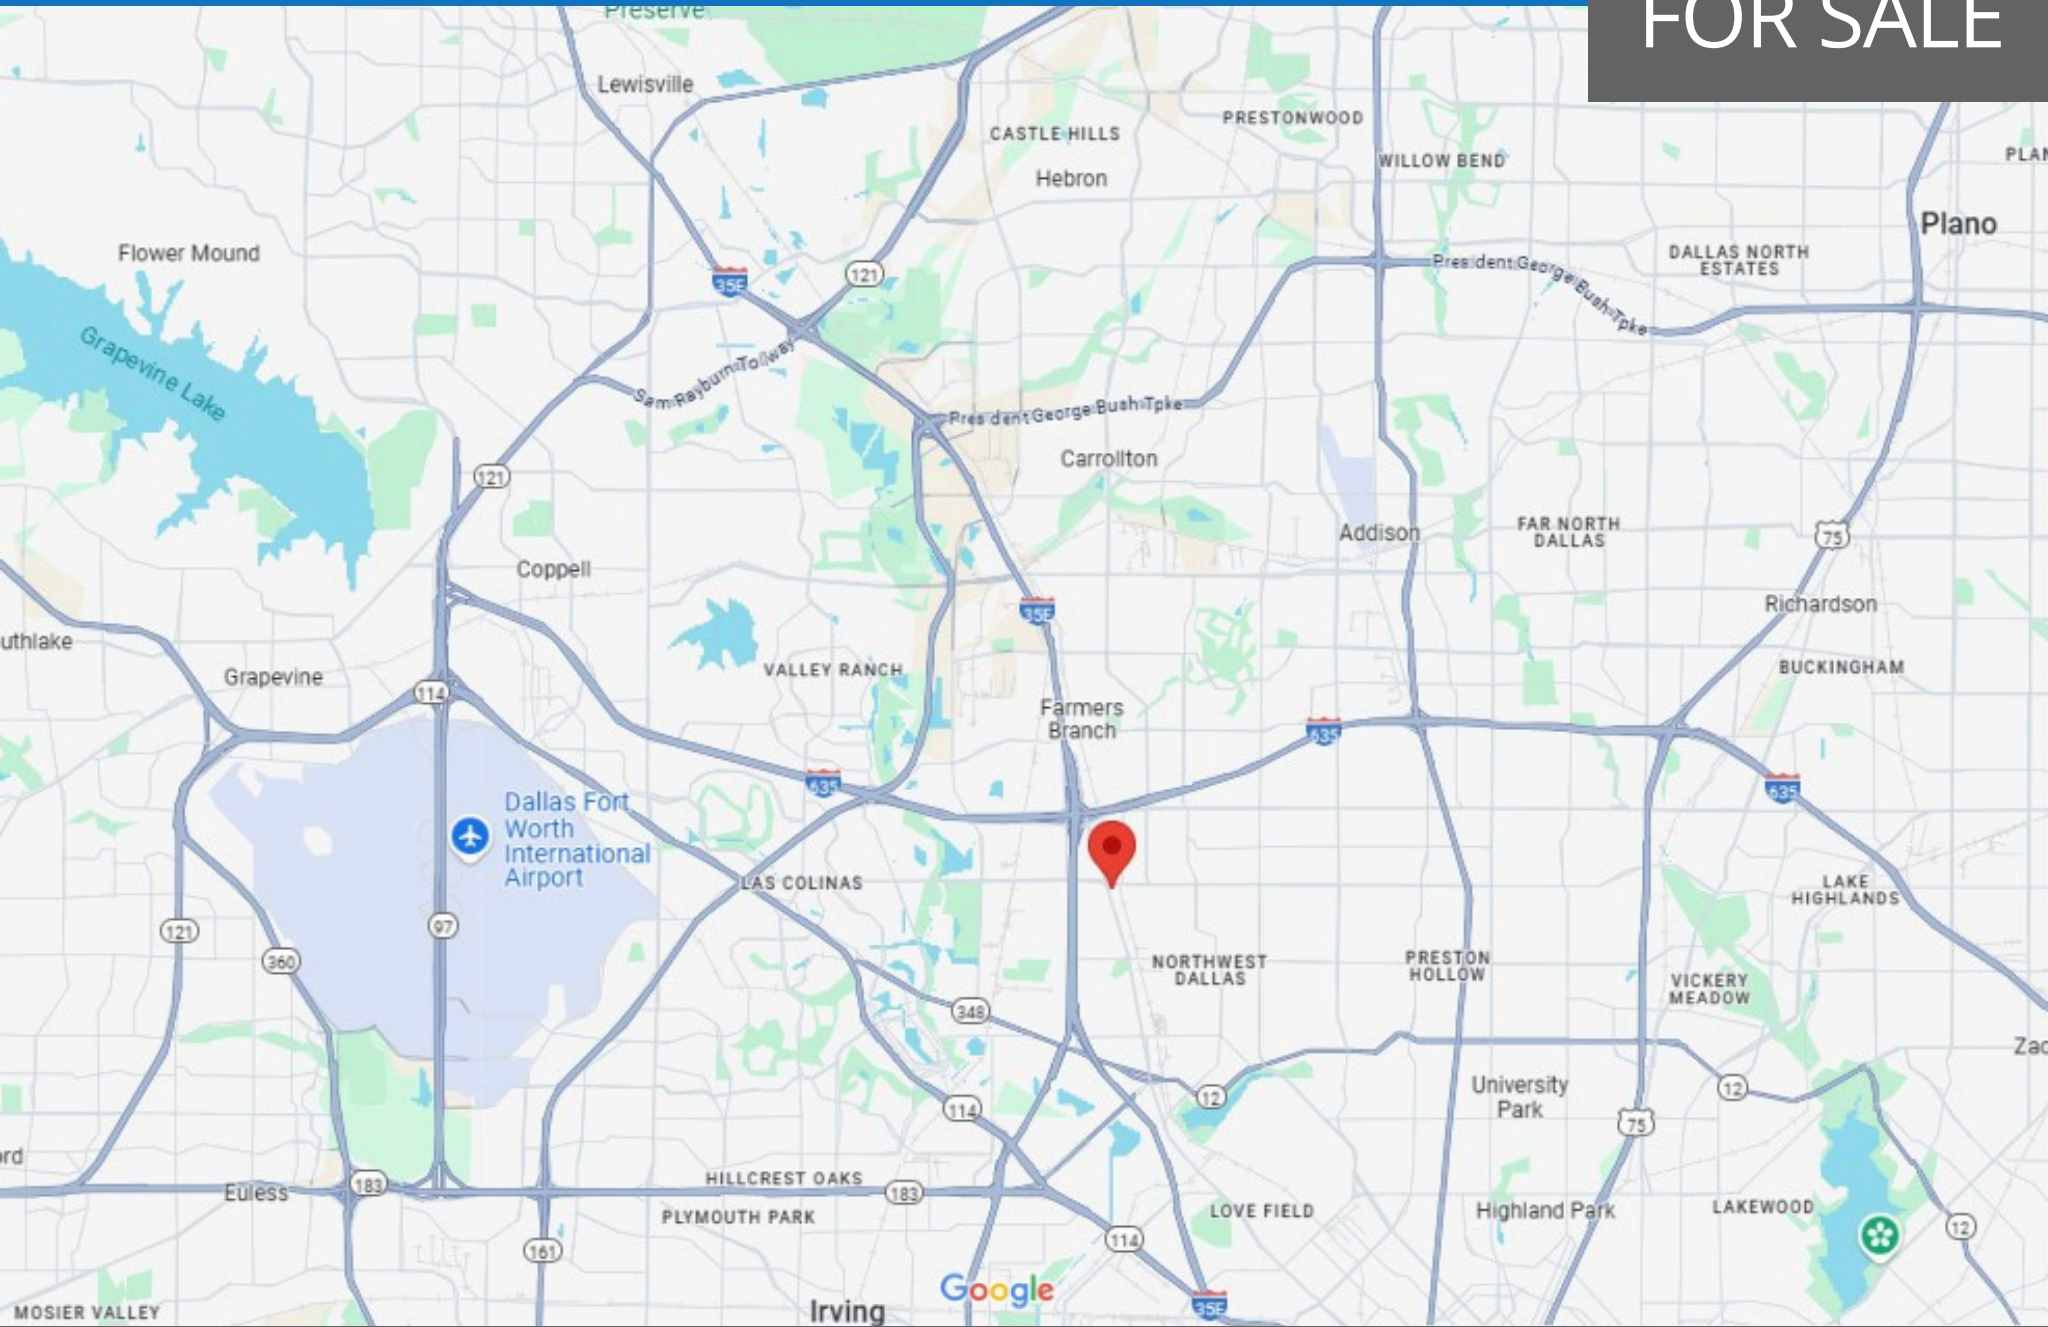 Preserve
FOR SALE
Lewisville
CASTLE HILLS
PRESTONWOOD
Hebron
WILLOW BEND
Flower Mound
Plano
DALLAS NORTH
ESTATES
President George Bush Tpke
35E
121
Grapevine Lake
Sam Rayburn Tollway
President George Bush Tpke
Carrollton
121
Addison
FAR NORTH
DALLAS
75
Coppell
35E
Richardson
Grapevine
VALLEY RANCH
BUCKINGHAM
114
Farmers
Branch
635
635
635
Dallas Fort
Worth
International
Airport
LAS COLINAS
LAKE
HIGHLANDS
121
97
360
NORTHWEST
DALLAS
PRESTON
HOLLOW
VICKERY
MEADOW
348
University
Park
12
12
114
75
Euless
183
HILLCREST OAKS
183
PLYMOUTH PARK
LOVE FIELD
Highland Park
LAKEWOOD
12
161
114
Google
35E
MOSIER VALLEY
Irving